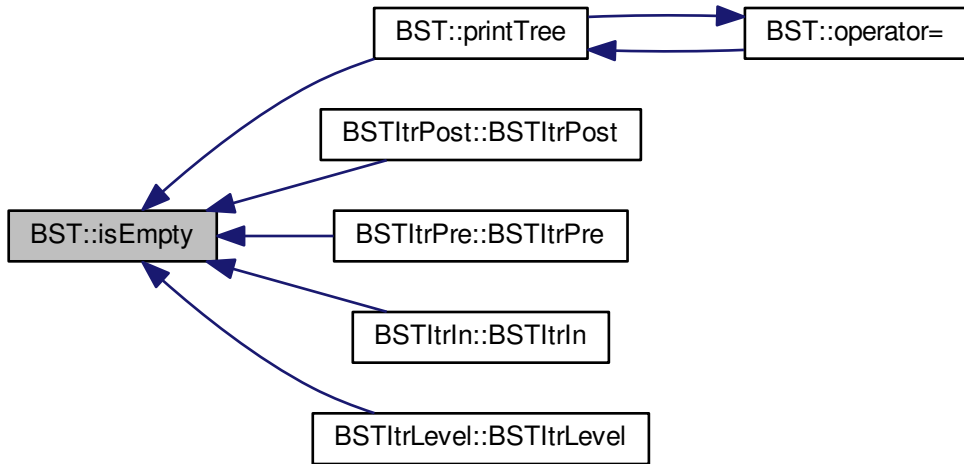 BST::printTree
BST::operator=
BSTItrPost::BSTItrPost
BST::isEmpty
BSTItrPre::BSTItrPre
BSTItrIn::BSTItrIn
BSTItrLevel::BSTItrLevel